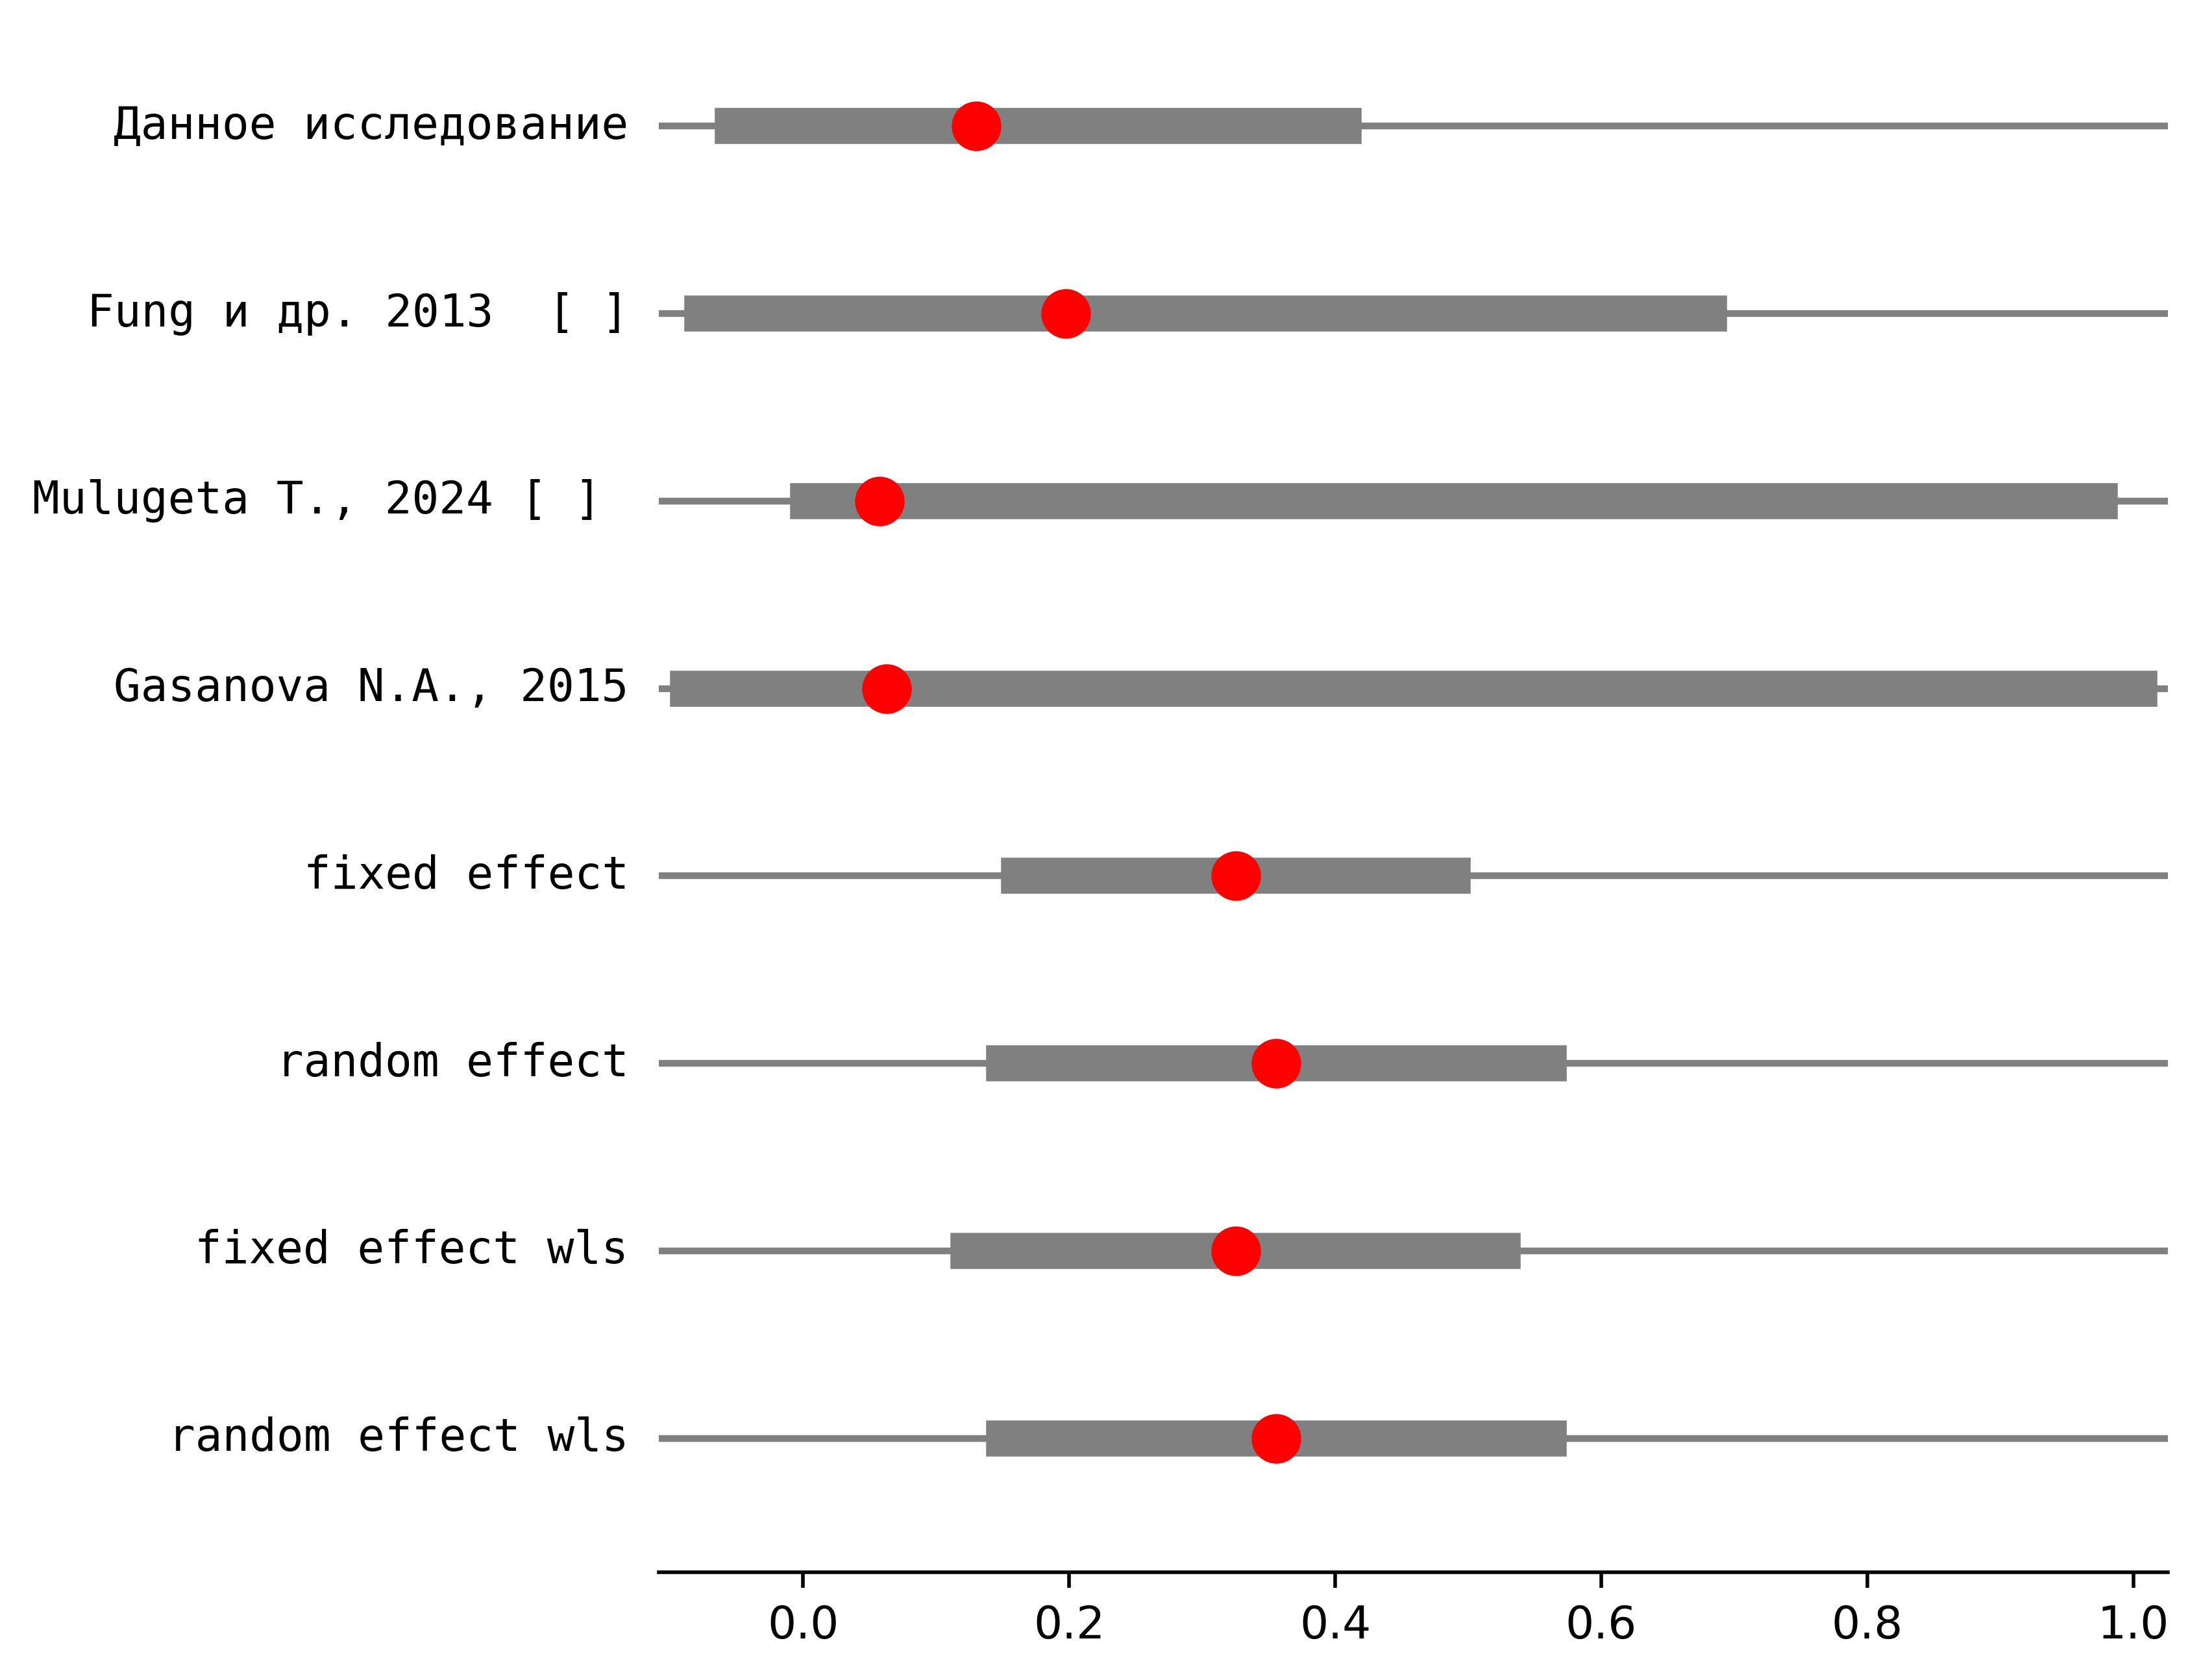 Данное исследование
Fung и др. 2013  [ ]
Mulugeta T., 2024 [ ]
Gasanova N.A., 2015
fixed effect
random effect
fixed effect wls
random effect wls
0.0 0.2 0.4 0.6 0.8 1.0